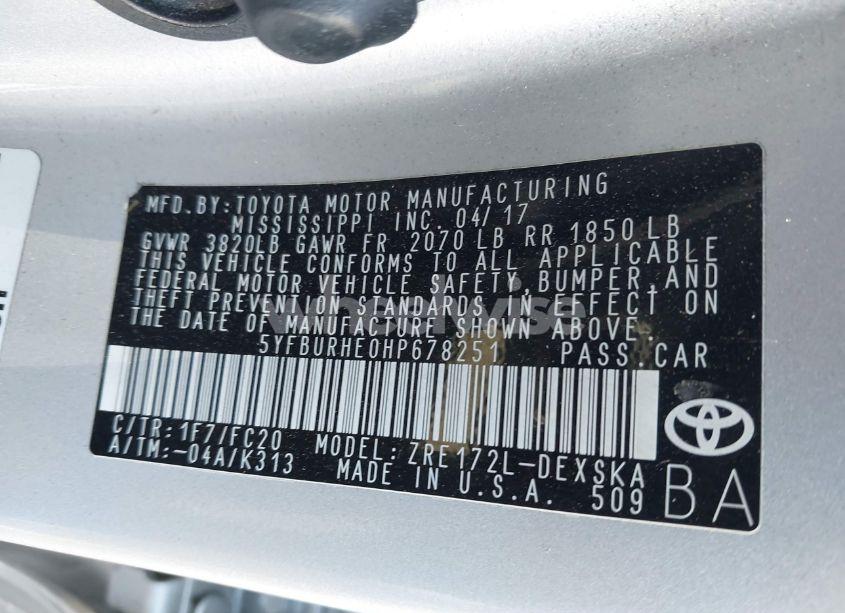 MFD.BY:TOYOTA MOTOR MANUFACTURING
MISSISSIPPI INC. 04/17
GVWR 3820LB GAWR FR 2070 LB RR 1850 LB
THIS VEHICLE CONFORMS TO ALL APPLICABLE
FEDERAL MOTOR VEHICLE SAFETY,BUMPER,AND
THEFT PREVENTION STANDARDS IN EFFECT ON
THE DATE OF MANUFACTURE SHOWN ABOVE.
5YFBURHE0HP678251 PASS.CAR
C/TR:1F7/FC20 MODEL:ZRE172L-DEXSKA
A/TM:-04A/K313 MADE IN U.S.A. 509
BA